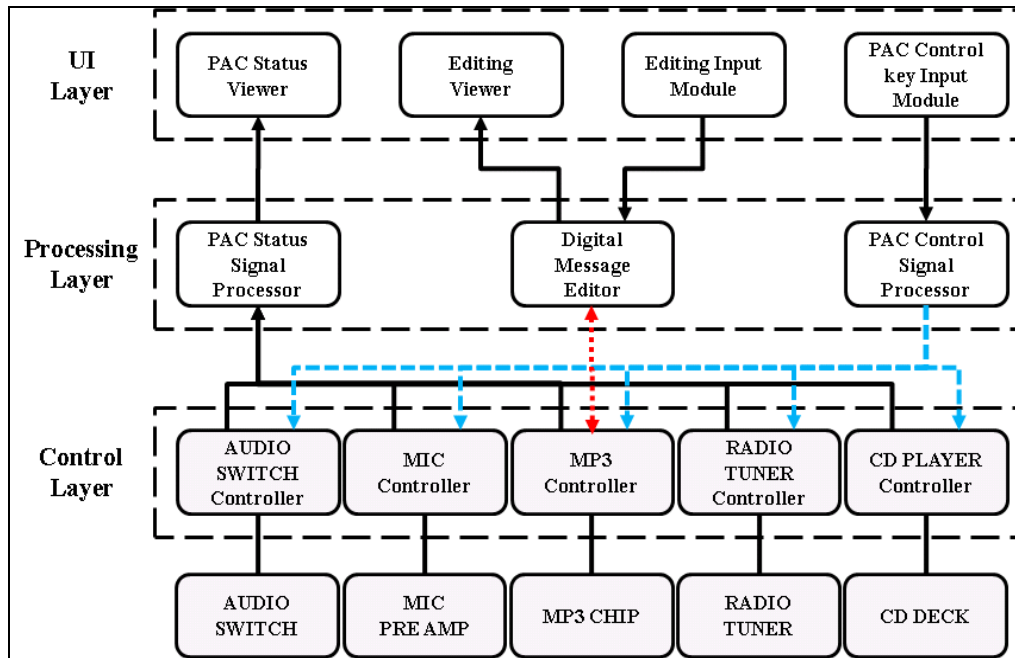 UI
Layer
PAC Status
Viewer
Editing
Viewer
Editing Input
Module
PAC Control
key Input
Module
Processing
Layer
PAC Status
Signal
Processor
Digital
Message
Editor
PAC Control
Signal
Processor
Control
Layer
AUDIO
SWITCH
Controller
MIC
Controller
MP3
Controller
RADIO
TUNER
Controller
CD PLAYER
Controller
AUDIO
SWITCH
MIC
PRE AMP
MP3 CHIP
RADIO
TUNER
CD DECK